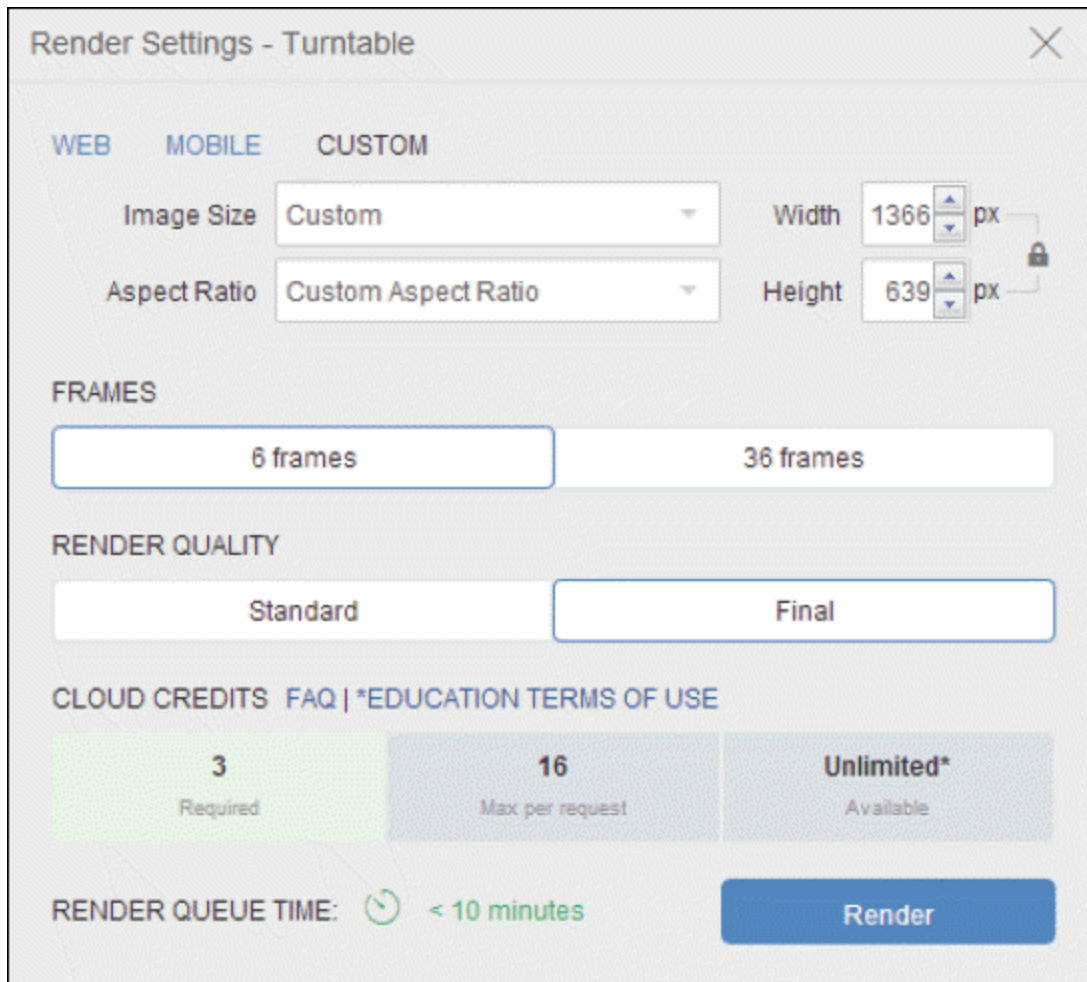 Render Settings - Turntable
WEB MOBILE CUSTOM
Image Size Custom Width 1366 px
Aspect Ratio Custom Aspect Ratio Height 639 px
FRAMES
6 frames 36 frames
RENDER QUALITY
Standard Final
CLOUD CREDITS FAQ | *EDUCATION TERMS OF USE
3 16 Unlimited*
Required Max per request Available
RENDER QUEUE TIME: < 10 minutes Render